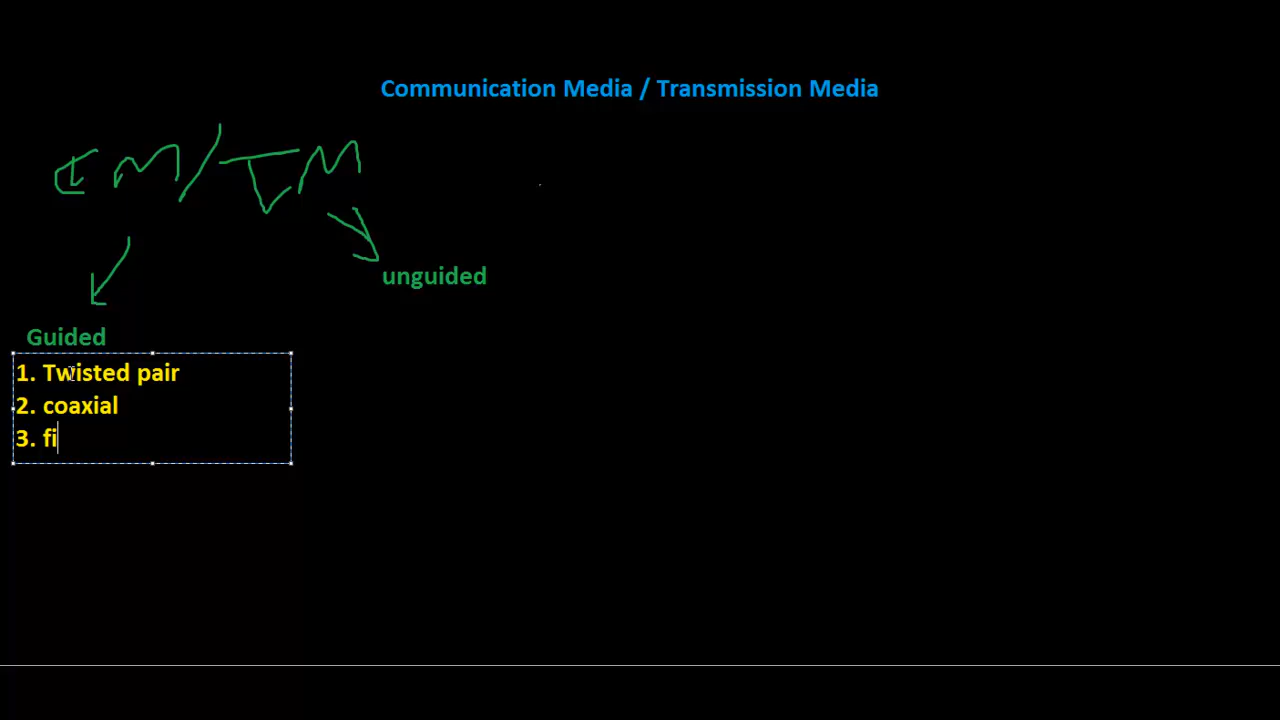 Communication Media / Transmission Media
CM/TM
unguided
Guided
1. Twisted pair
2. coaxial
3. fi